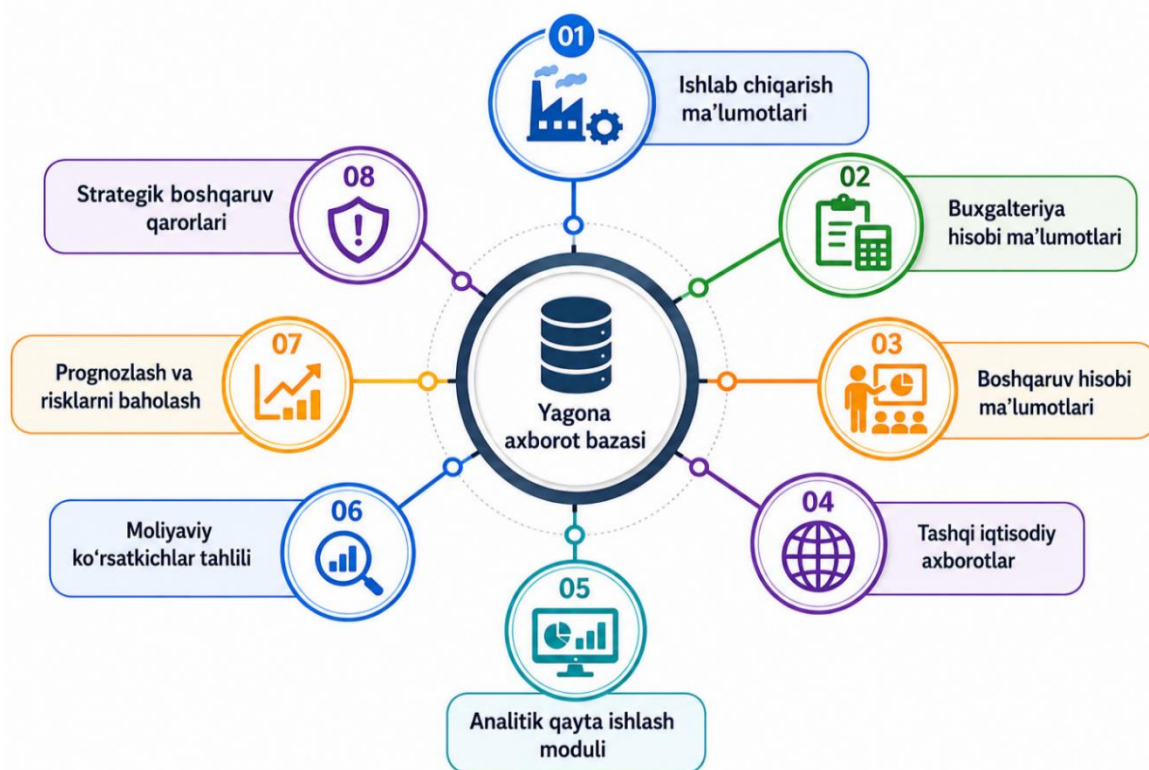 01
Ishlab chiqarish
ma’lumotlari
02
Buxgalteriya
hisobi ma’lumotlari
03
Boshqaruv hisobi
ma’lumotlari
04
Tashqi iqtisodiy
axborotlar
05
Analitik qayta ishlash
moduli
06
Moliyaviy
ko‘rsatkichlar tahlili
07
Prognozlash va
risklarni baholash
08
Strategik boshqaruv
qarorlari
Yagona
axborot bazasi